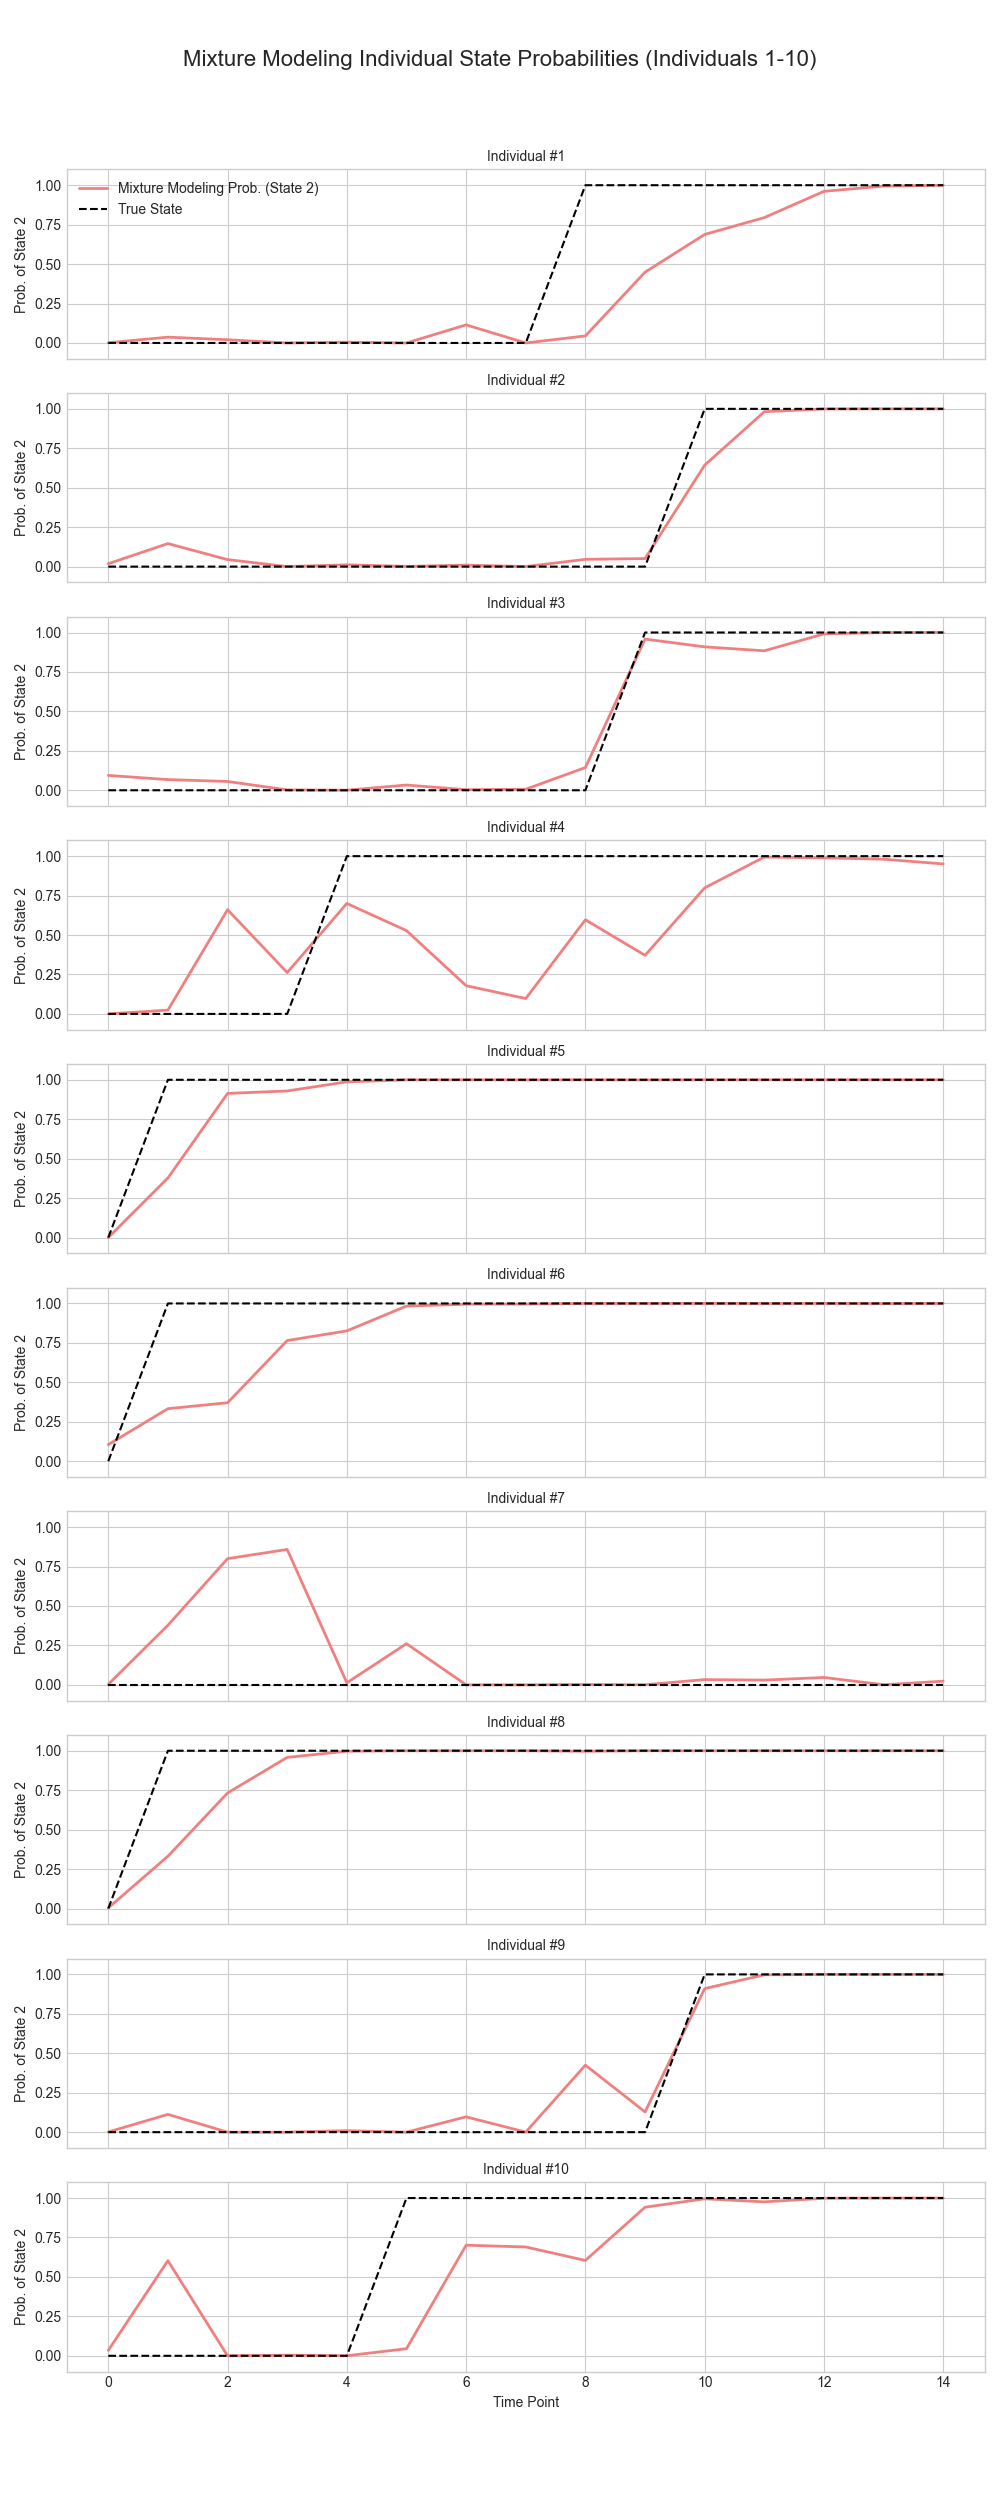 Mixture Modeling Individual State Probabilities (Individuals 1-10)
Individual #1
Mixture Modeling Prob. (State 2)
True State
Prob. of State 2
1.00
0.75
0.50
0.25
0.00
Individual #2
Prob. of State 2
1.00
0.75
0.50
0.25
0.00
Individual #3
Prob. of State 2
1.00
0.75
0.50
0.25
0.00
Individual #4
Prob. of State 2
1.00
0.75
0.50
0.25
0.00
Individual #5
Prob. of State 2
1.00
0.75
0.50
0.25
0.00
Individual #6
Prob. of State 2
1.00
0.75
0.50
0.25
0.00
Individual #7
Prob. of State 2
1.00
0.75
0.50
0.25
0.00
Individual #8
Prob. of State 2
1.00
0.75
0.50
0.25
0.00
Individual #9
Prob. of State 2
1.00
0.75
0.50
0.25
0.00
Individual #10
Prob. of State 2
1.00
0.75
0.50
0.25
0.00
0 2 4 6 8 10 12 14
Time Point